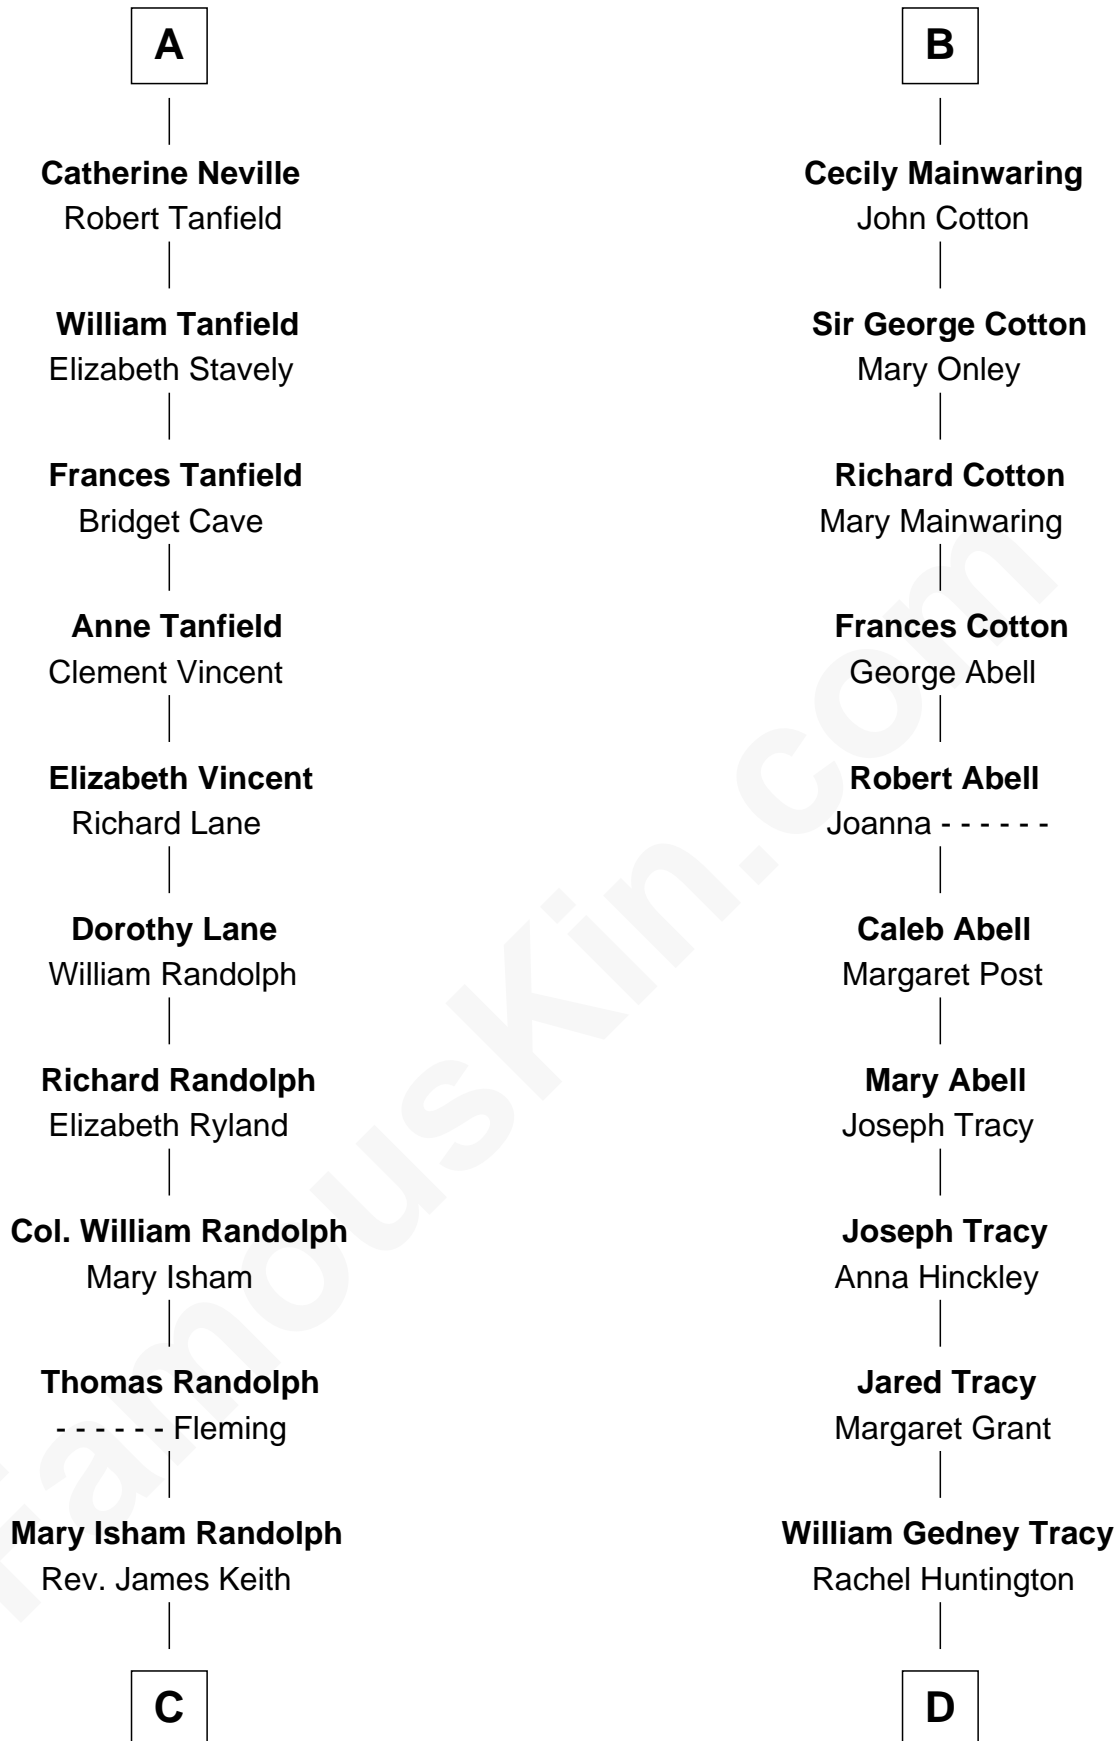 A
Catherine Neville
Robert Tanfield
William Tanfield
Elizabeth Stavely
Frances Tanfield
Bridget Cave
Anne Tanfield
Clement Vincent
Elizabeth Vincent
Richard Lane
Dorothy Lane
William Randolph
Richard Randolph
Elizabeth Ryland
Col. William Randolph
Mary Isham
Thomas Randolph
- - - - - - Fleming
Mary Isham Randolph
Rev. James Keith
C
B
Cecily Mainwaring
John Cotton
Sir George Cotton
Mary Onley
Richard Cotton
Mary Mainwaring
Frances Cotton
George Abell
Robert Abell
Joanna - - - - - -
Caleb Abell
Margaret Post
Mary Abell
Joseph Tracy
Joseph Tracy
Anna Hinckley
Jared Tracy
Margaret Grant
William Gedney Tracy
Rachel Huntington
D
FamousKin.com